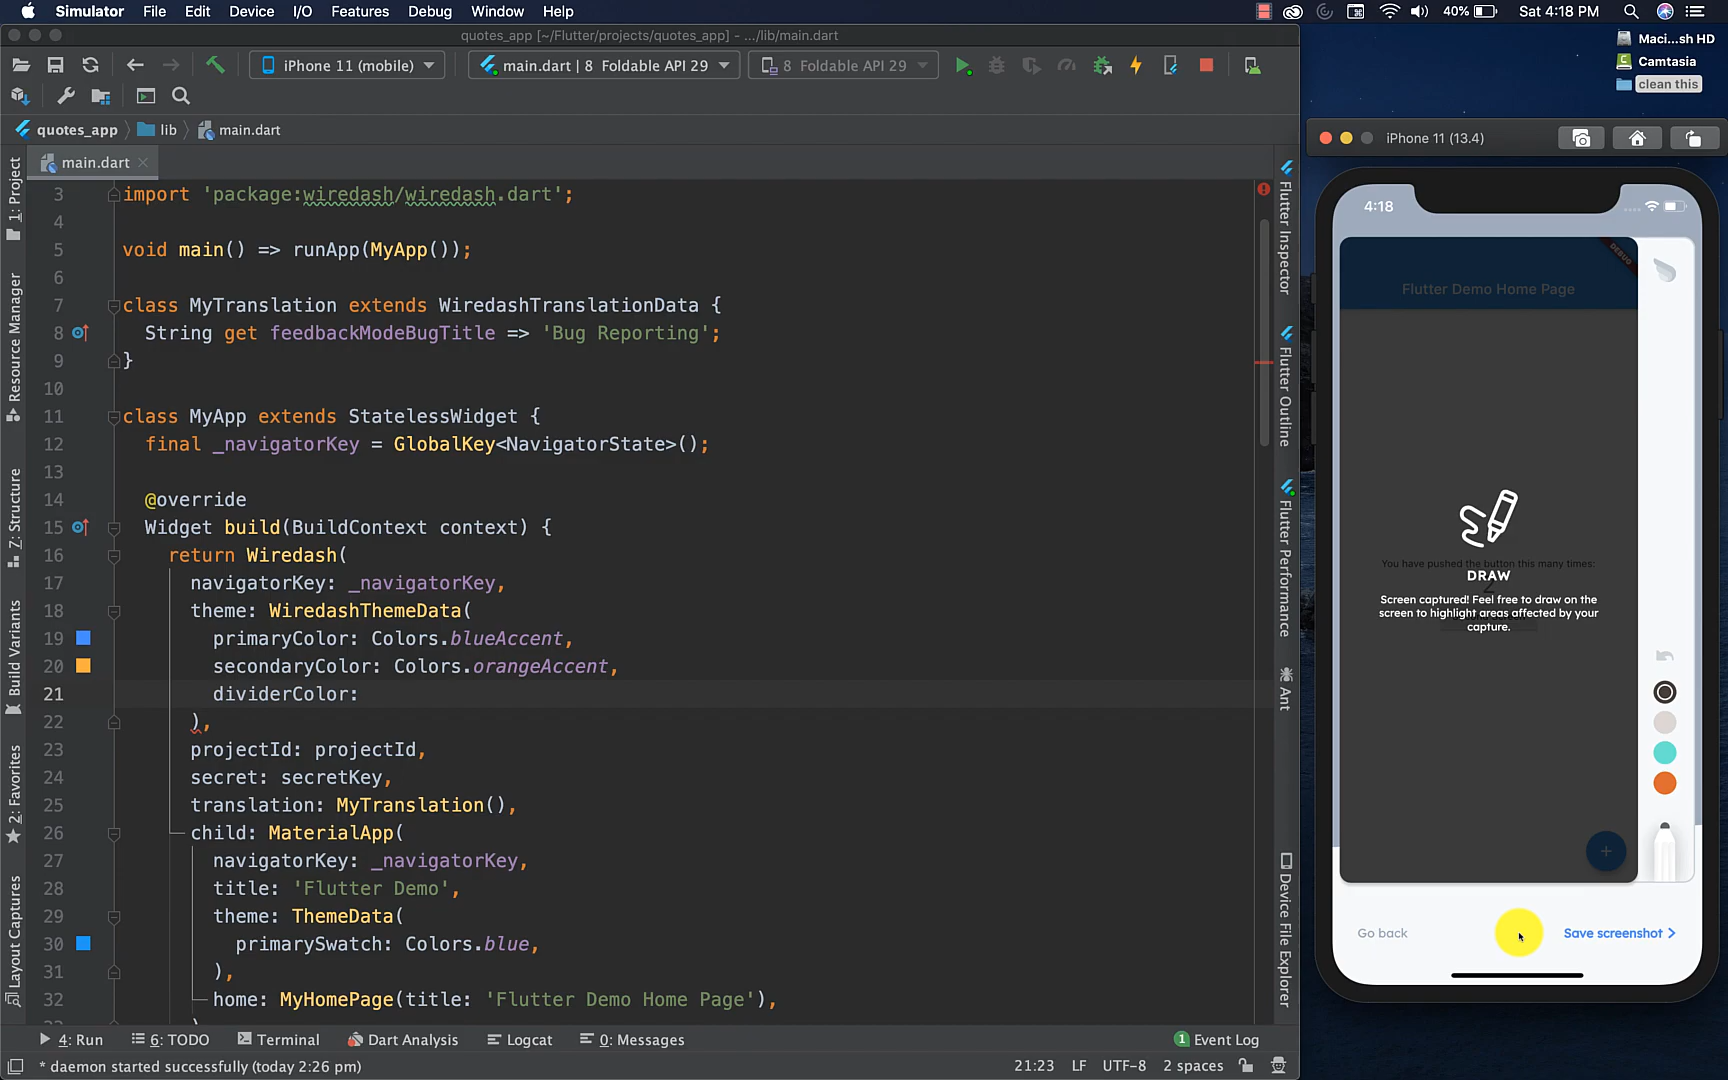 Simulator File Edit Device I/O Features Debug Window Help
40% Sat 4:18 PM
quotes_app [~/Flutter/projects/quotes_app] - .../lib/main.dart
iPhone 11 (mobile)
main.dart | 8 Foldable API 29
8 Foldable API 29
quotes_app lib main.dart
main.dart
1: Project
Resource Manager
Z: Structure
Build Variants
2: Favorites
Layout Captures
3 import 'package:wiredash/wiredash.dart';
4
5 void main() => runApp(MyApp());
6
7 class MyTranslation extends WiredashTranslationData {
8 String get feedbackModeBugTitle => 'Bug Reporting';
9 }
10
11 class MyApp extends StatelessWidget {
12 final _navigatorKey = GlobalKey<NavigatorState>();
13
14 @override
15 Widget build(BuildContext context) {
16 return Wiredash(
17 navigatorKey: _navigatorKey,
18 theme: WiredashThemeData(
19 primaryColor: Colors.blueAccent,
20 secondaryColor: Colors.orangeAccent,
21 dividerColor:
22 ),
23 projectId: projectId,
24 secret: secretKey,
25 translation: MyTranslation(),
26 child: MaterialApp(
27 navigatorKey: _navigatorKey,
28 title: 'Flutter Demo',
29 theme: ThemeData(
30 primarySwatch: Colors.blue,
31 ),
32 home: MyHomePage(title: 'Flutter Demo Home Page'),
Flutter Inspector
Flutter Outline
Flutter Performance
Ant
Device File Explorer
4: Run 6: TODO Terminal Dart Analysis Logcat 0: Messages
1 Event Log
* daemon started successfully (today 2:26 pm)
21:23 LF UTF-8 2 spaces
Maci...sh HD
Camtasia
clean this
iPhone 11 (13.4)
4:18
DEBUG
Flutter Demo Home Page
You have pushed the button this many times:
DRAW
Screen captured! Feel free to draw on the
screen to highlight areas affected by your
capture.
Go back
Save screenshot